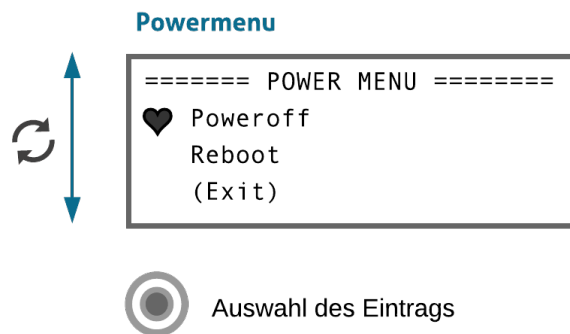 Powermenu
======= POWER MENU ========
Poweroff
Reboot
(Exit)
Auswahl des Eintrags